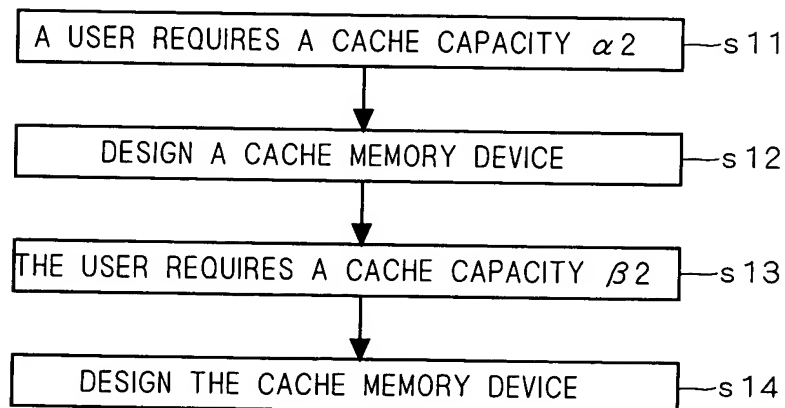 A USER REQUIRES A CACHE CAPACITY α2 s11
DESIGN A CACHE MEMORY DEVICE s12
THE USER REQUIRES A CACHE CAPACITY β2 s13
DESIGN THE CACHE MEMORY DEVICE s14